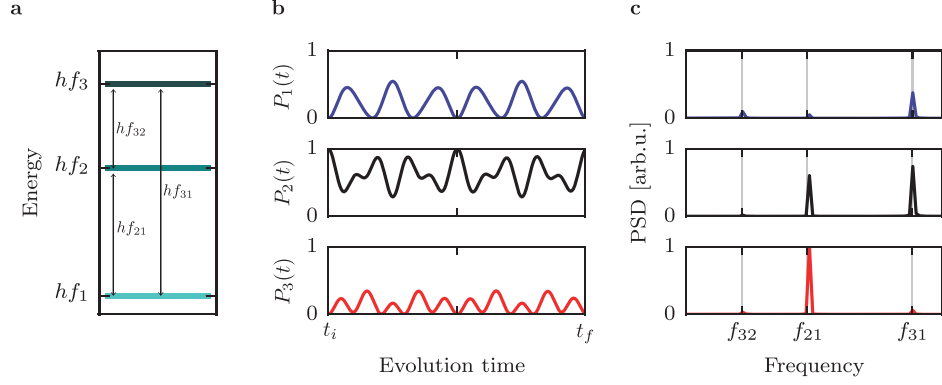 a
Energy
hf3
hf2
hf1
hf32
hf31
hf21
b
P1(t)
1
0
P2(t)
1
0
P3(t)
1
0
ti
tf
Evolution time
c
PSD [arb.u.]
1
0
1
0
1
0
f32
f21
f31
Frequency